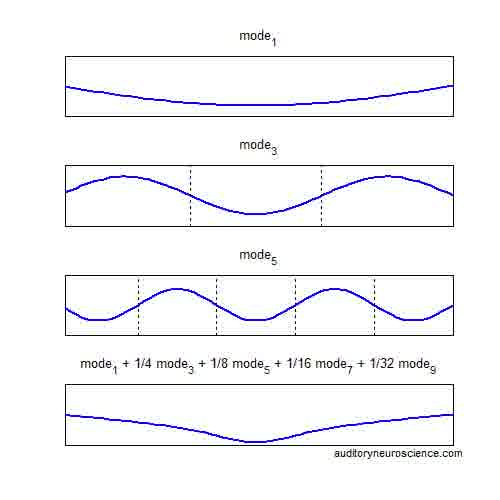 mode1
mode3
mode5
mode1 + 1/4 mode3 + 1/8 mode5 + 1/16 mode7 + 1/32 mode9
auditoryneuroscience.com